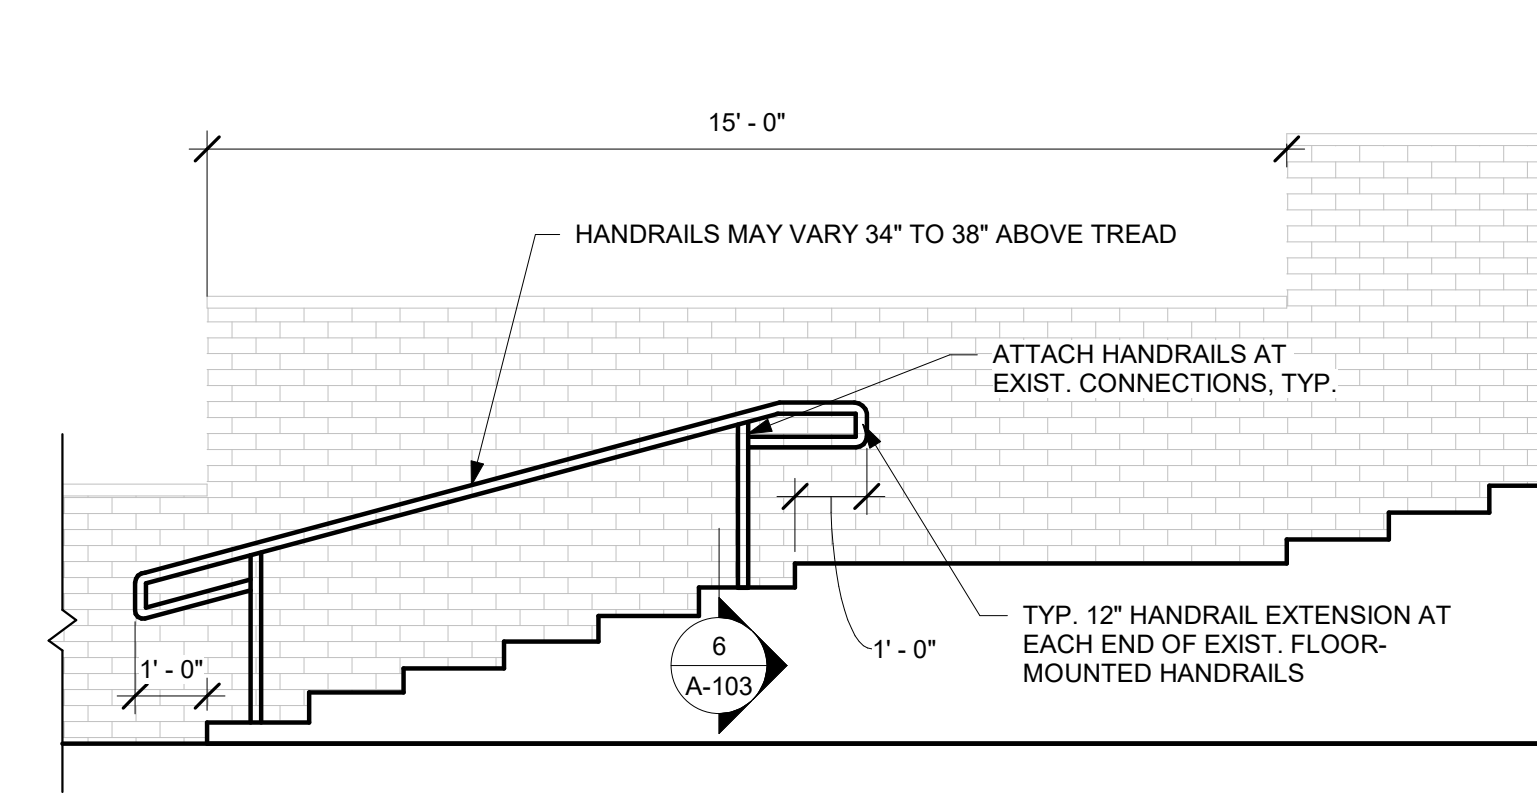 15' - 0"
HANDRAILS MAY VARY 34" TO 38" ABOVE TREAD
ATTACH HANDRAILS AT
EXIST. CONNECTIONS, TYP.
TYP. 12" HANDRAIL EXTENSION AT
EACH END OF EXIST. FLOOR-
MOUNTED HANDRAILS
1' - 0"
1' - 0"
6
A-103